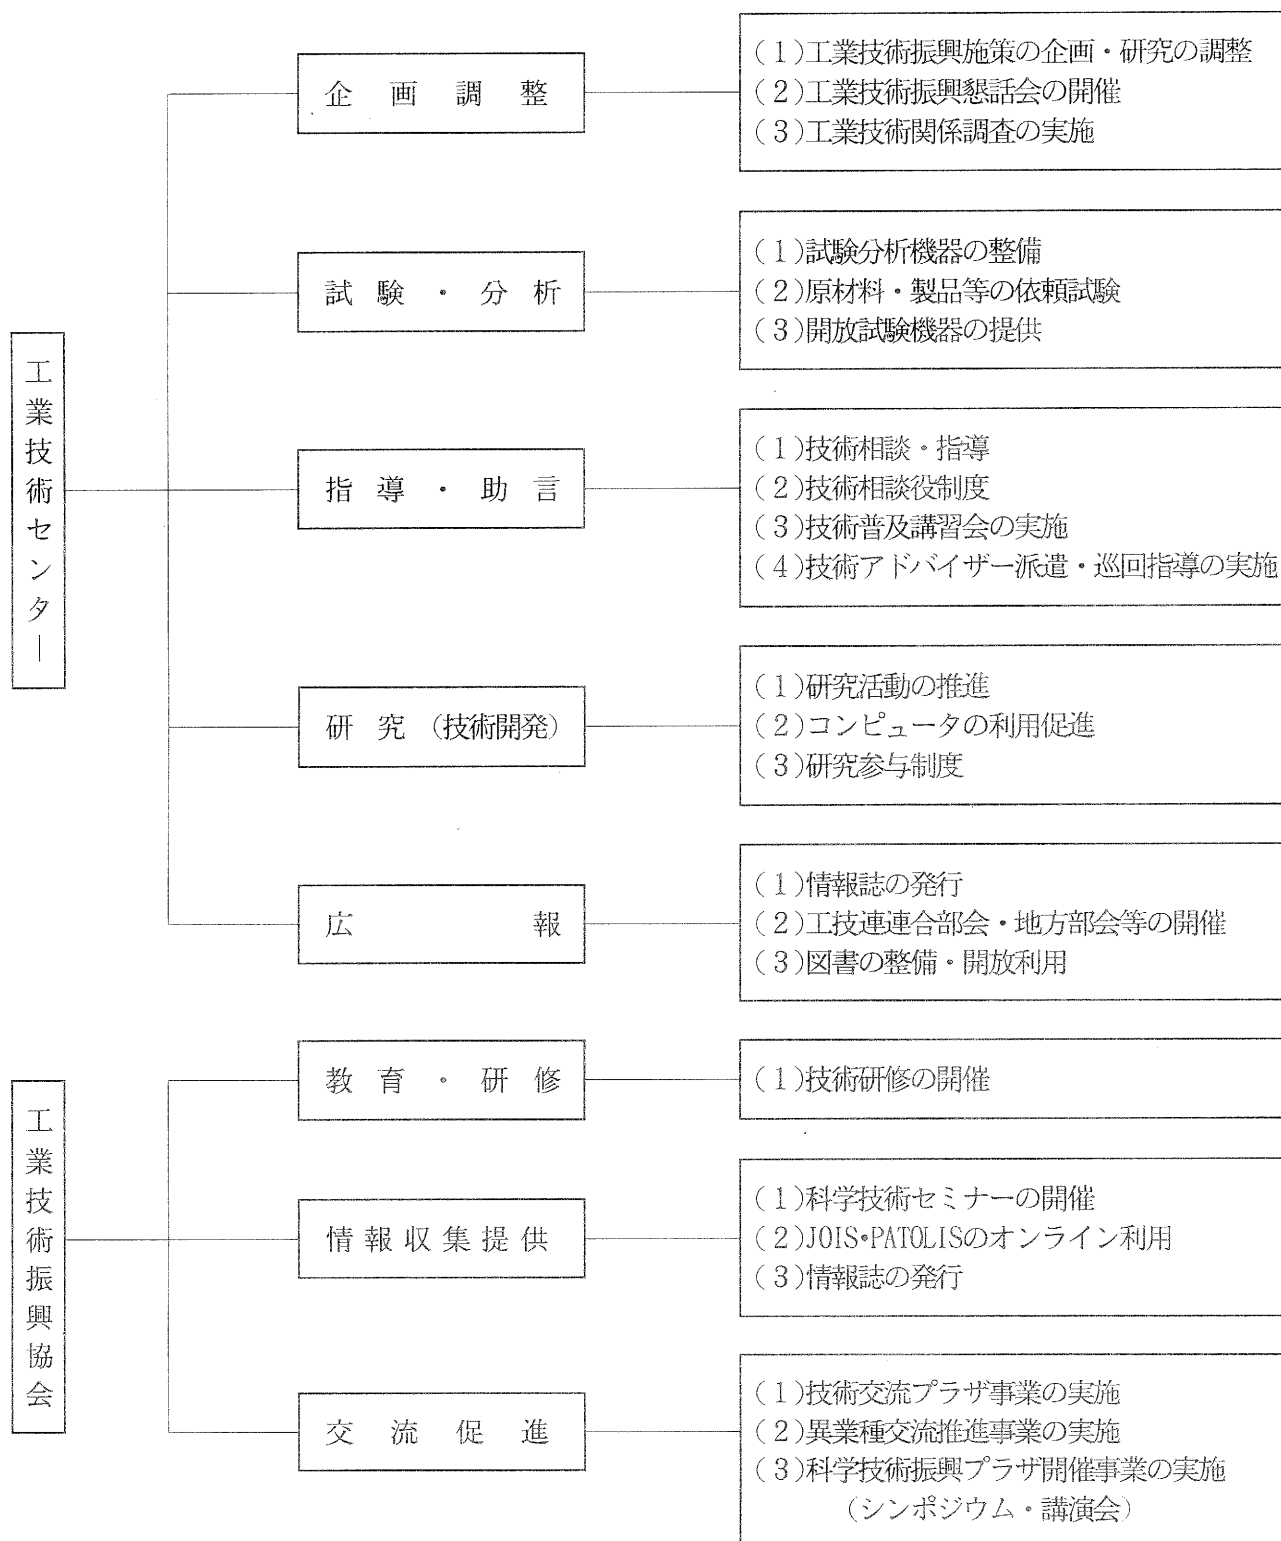 工業技術センター
企画調整
(1)工業技術振興施策の企画・研究の調整
(2)工業技術振興懇話会の開催
(3)工業技術関係調査の実施
試験・分析
(1)試験分析機器の整備
(2)原材料・製品等の依頼試験
(3)開放試験機器の提供
指導・助言
(1)技術相談・指導
(2)技術相談役制度
(3)技術普及講習会の実施
(4)技術アドバイザー派遣・巡回指導の実施
研究(技術開発)
(1)研究活動の推進
(2)コンピュータの利用促進
(3)研究参与制度
広報
(1)情報誌の発行
(2)工技連連合部会・地方部会等の開催
(3)図書の整備・開放利用
工業技術振興協会
教育・研修
(1)技術研修の開催
情報収集提供
(1)科学技術セミナーの開催
(2)JOIS・PATOLISのオンライン利用
(3)情報誌の発行
交流促進
(1)技術交流プラザ事業の実施
(2)異業種交流推進事業の実施
(3)科学技術振興プラザ開催事業の実施
(シンポジウム・講演会)